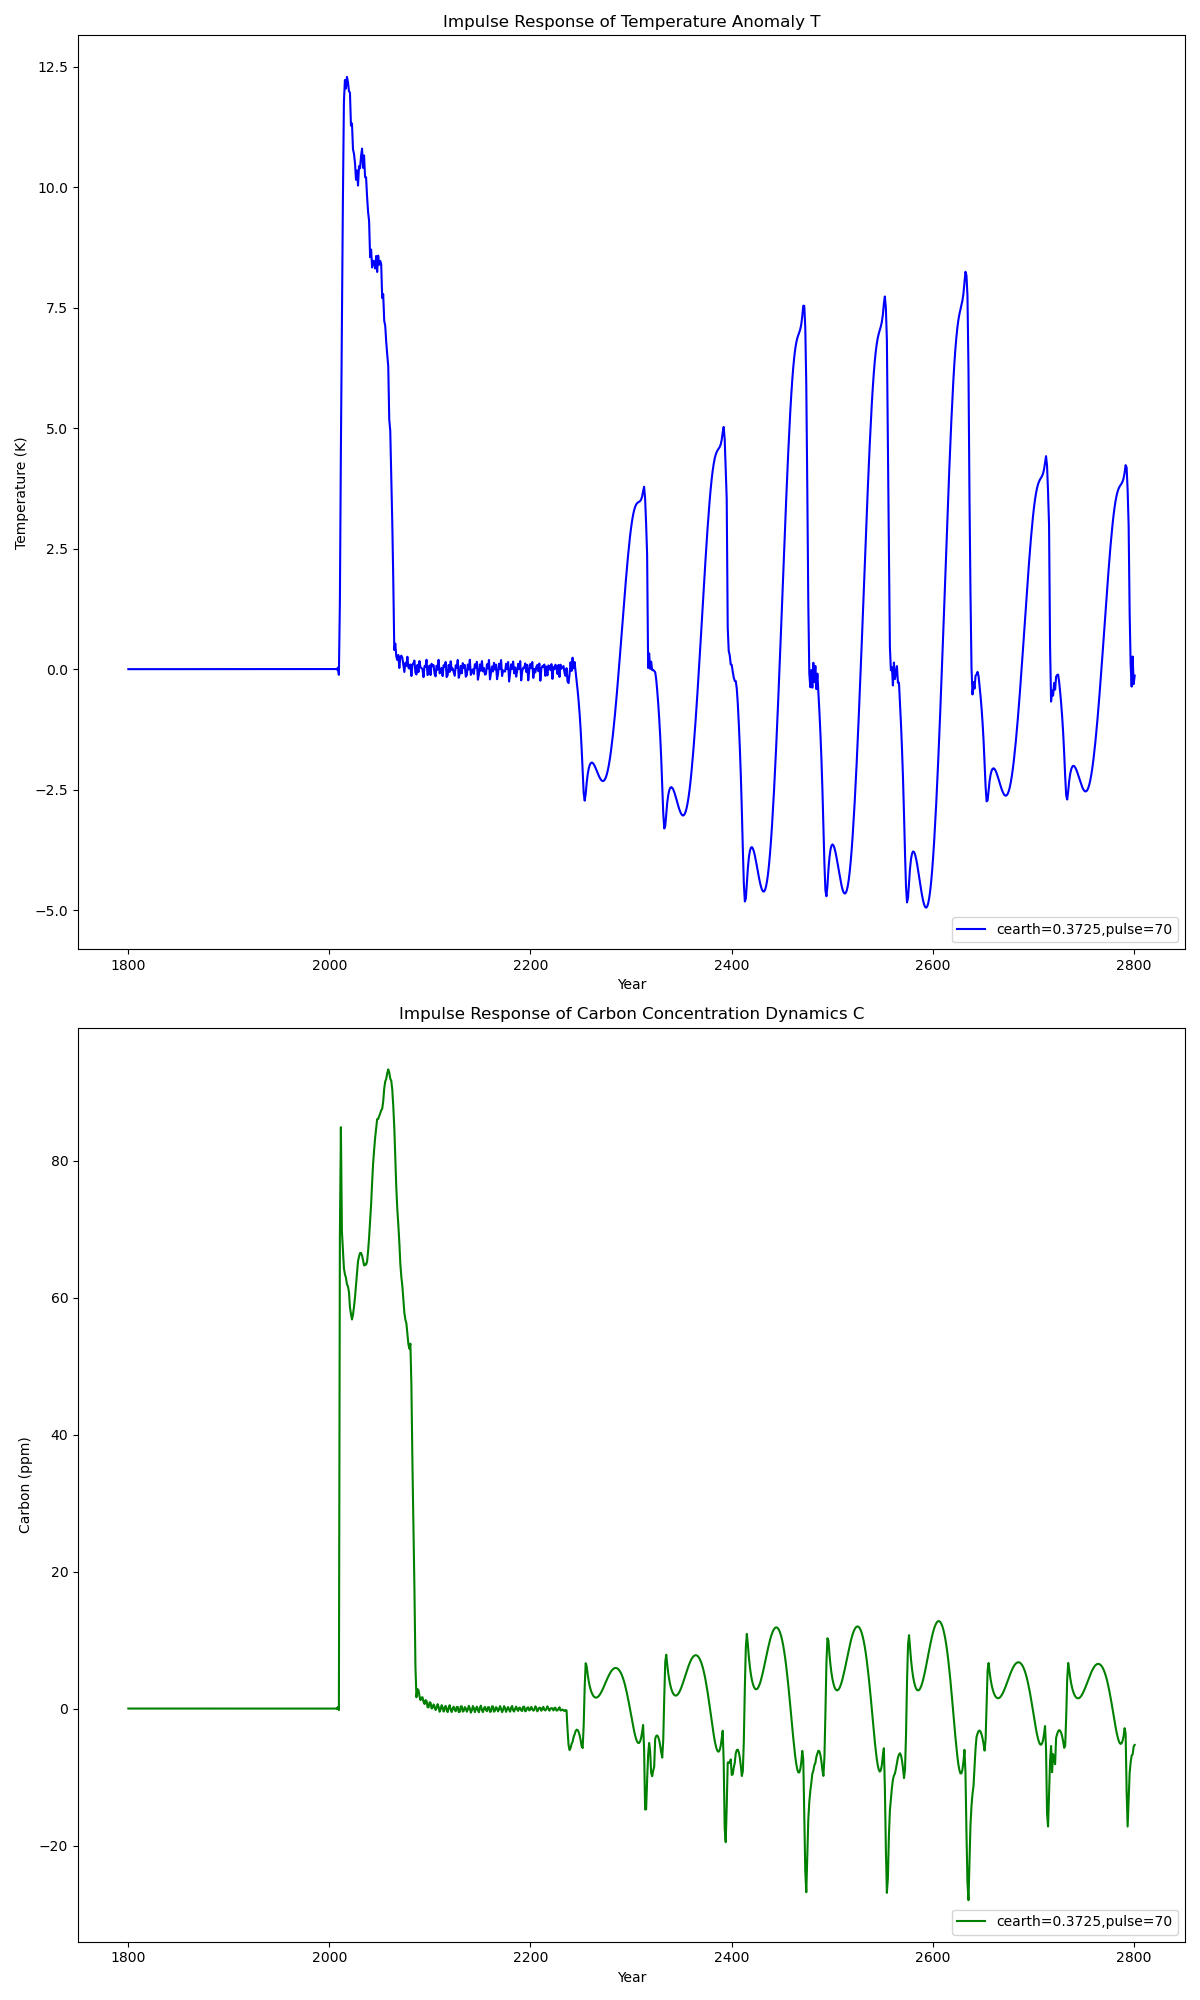 Impulse Response of Temperature Anomaly T
12.5
10.0
7.5
5.0
2.5
0.0
−2.5
−5.0
Temperature (K)
cearth=0.3725,pulse=70
1800 2000 2200 2400 2600 2800
Year
Impulse Response of Carbon Concentration Dynamics C
80
60
40
20
0
−20
Carbon (ppm)
cearth=0.3725,pulse=70
1800 2000 2200 2400 2600 2800
Year